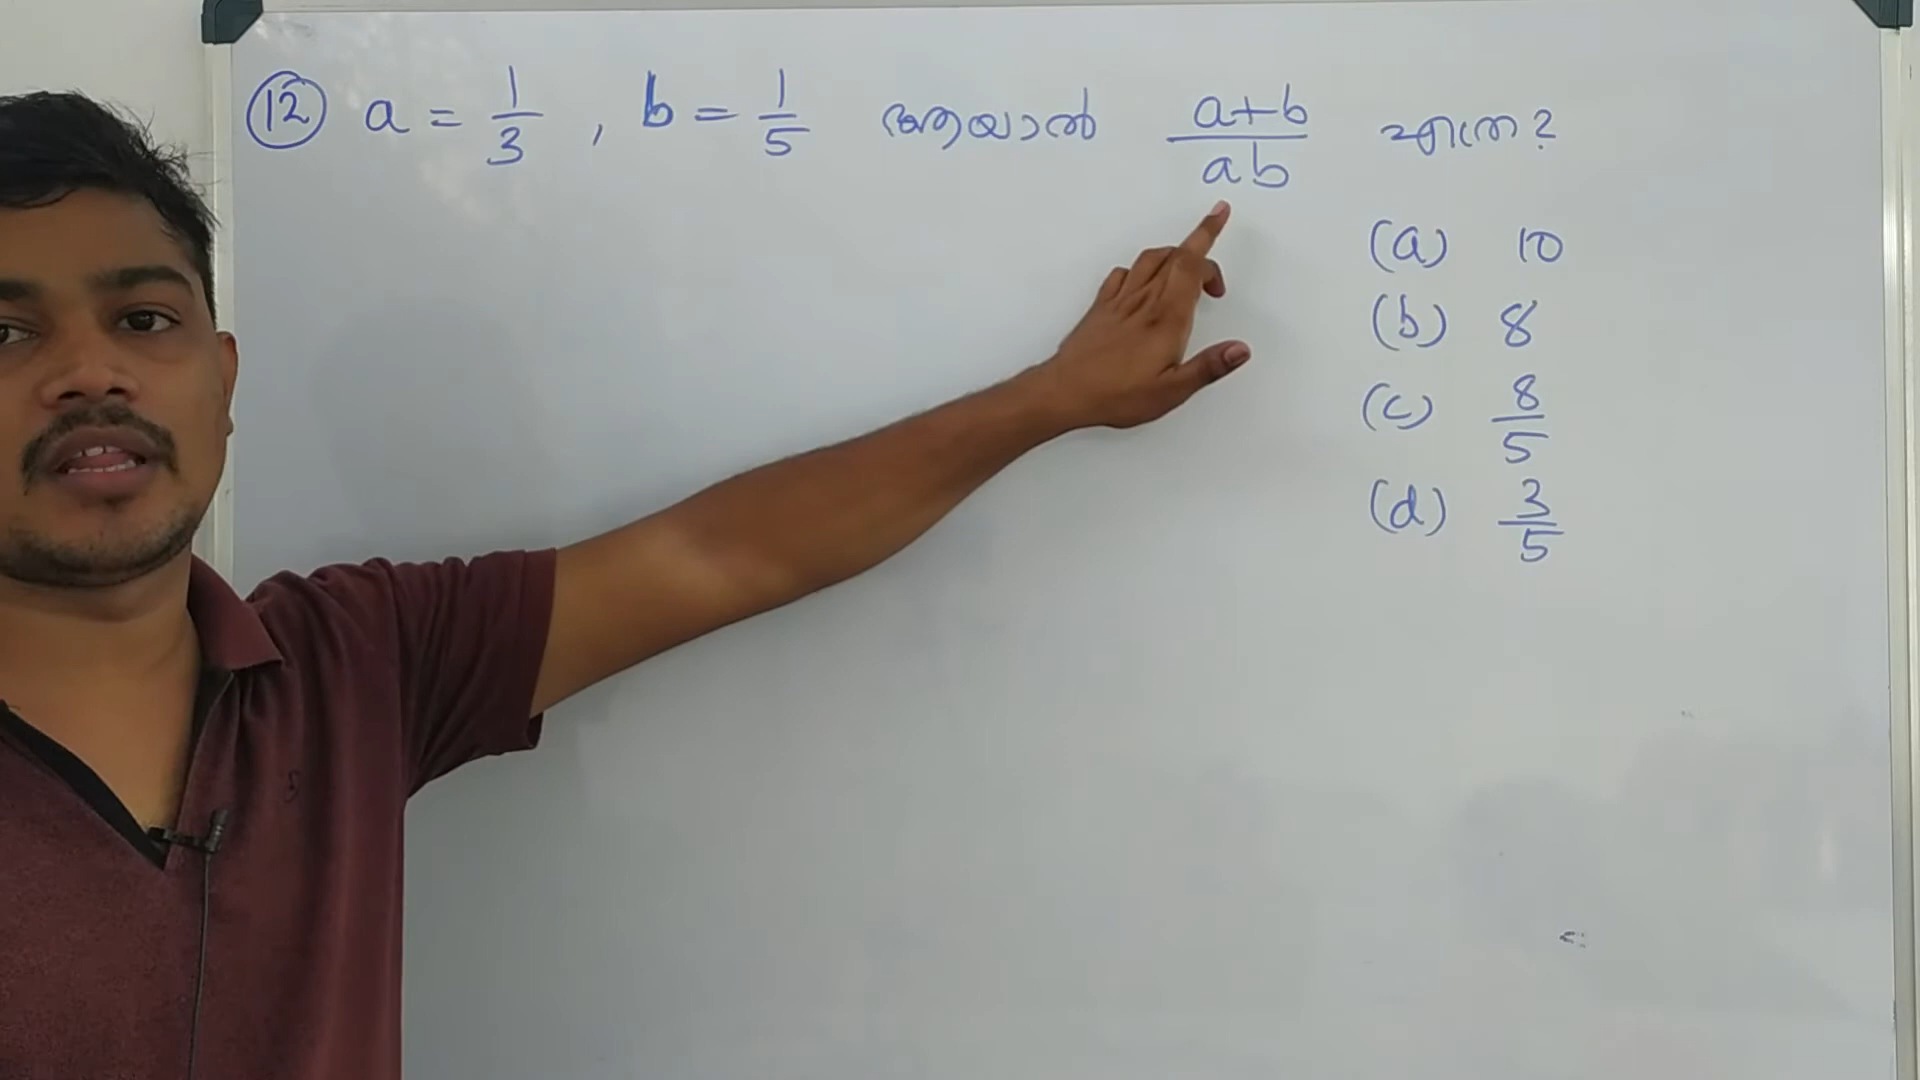 12 a = 1/3 , b = 1/5 ആയാൽ a+b/ab എത്ര?
(a) 10
(b) 8
(c) 8/5
(d) 3/5